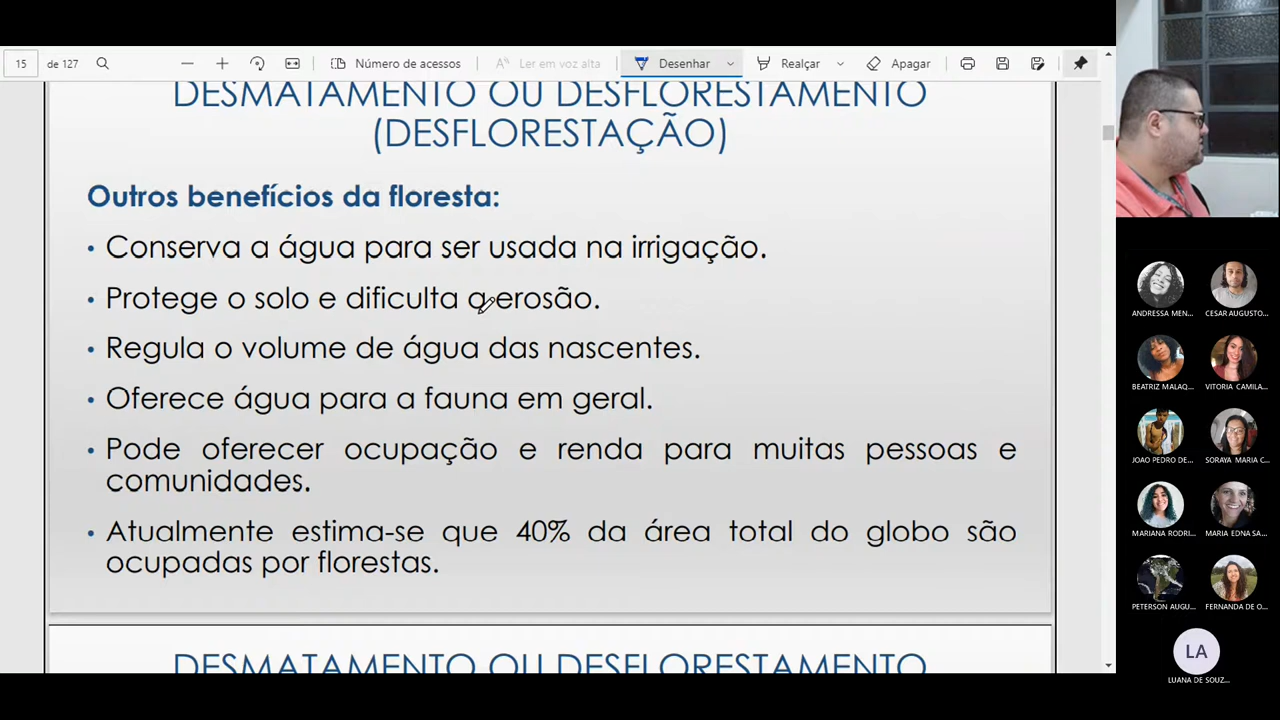 15 de 127 Número de acessos Ler em voz alta Desenhar Realçar Apagar
DESMATAMENTO OU DESFLORESTAMENTO
(DESFLORESTAÇÃO)
Outros benefícios da floresta:
• Conserva a água para ser usada na irrigação.
• Protege o solo e dificulta a erosão.
• Regula o volume de água das nascentes.
• Oferece água para a fauna em geral.
• Pode oferecer ocupação e renda para muitas pessoas e
comunidades.
• Atualmente estima-se que 40% da área total do globo são
ocupadas por florestas.
DESMATAMENTO OU DESFLORESTAMENTO
ANDRESSA MEN... CESAR AUGUSTO...
BEATRIZ MALAQ... VITORIA CAMILA...
JOAO PEDRO DE... SORAYA MARIA C...
MARIANA RODRI... MARIA EDNA SA...
PETERSON AUGU... FERNANDA DE O...
LA
LUANA DE SOUZ...